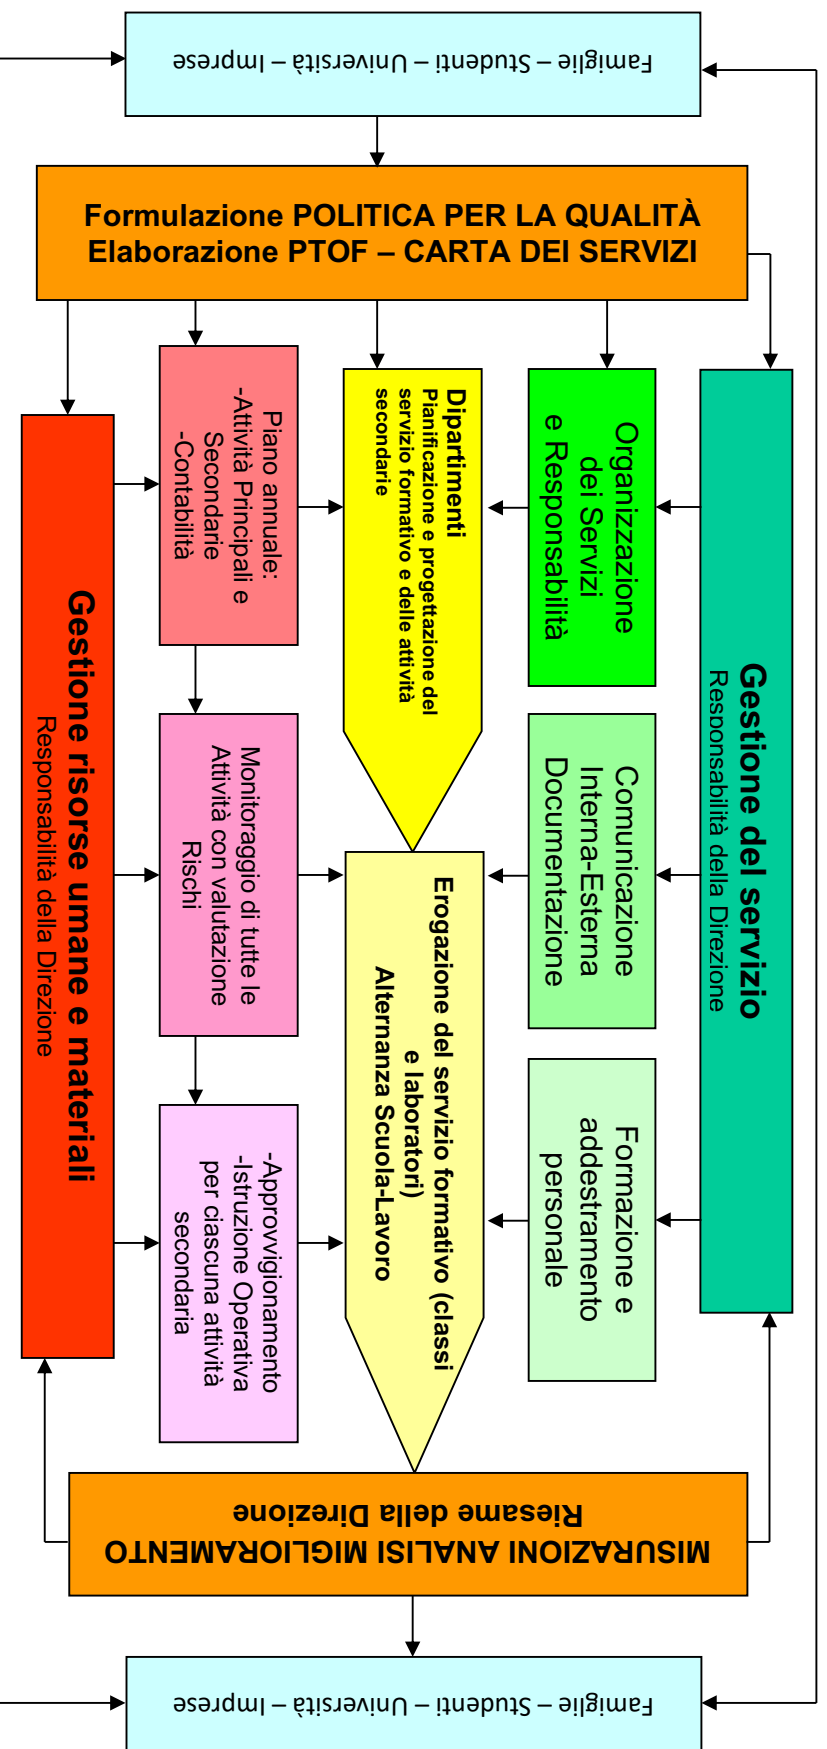 Famiglie – Studenti – Università – Imprese
Formulazione POLITICA PER LA QUALITÀ
Elaborazione PTOF – CARTA DEI SERVIZI
Gestione del servizio
Responsabilità della Direzione
Organizzazione
dei Servizi
e Responsabilità
Comunicazione
Interna-Esterna
Documentazione
Formazione e
addestramento
personale
Dipartimenti
Pianificazione e progettazione del
servizio formativo e delle attività
secondarie
Erogazione del servizio formativo (classi
e laboratori)
Alternanza Scuola-Lavoro
Piano annuale:
-Attività Principali e
Secondarie
-Contabilità
Monitoraggio di tutte le
Attività con valutazione
Rischi
-Approvvigionamento
-Istruzione Operativa
per ciascuna attività
secondaria
Gestione risorse umane e materiali
Responsabilità della Direzione
MISURAZIONI ANALISI MIGLIORAMENTO
Riesame della Direzione
Famiglie – Studenti – Università – Imprese